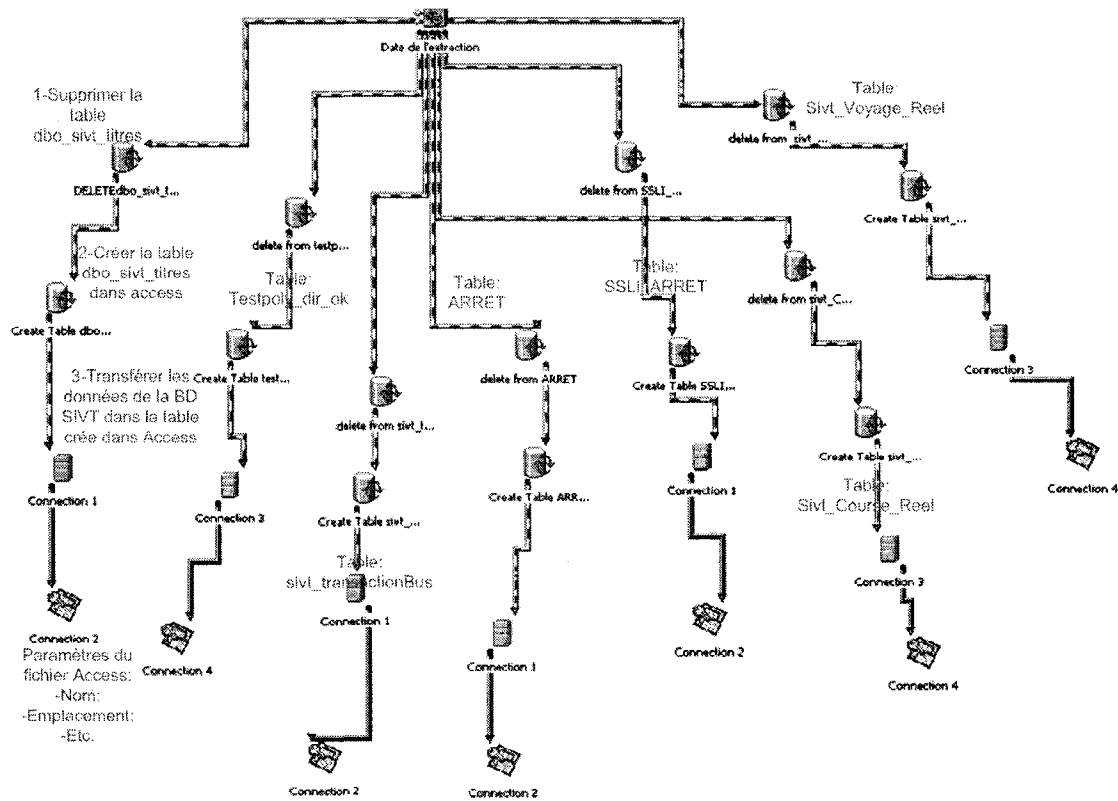 Date de l'extraction
1-Supprimer la
table
dbo_sivt_titres
DELETEdbo_sivt_t...
2-Créer la table
dbo_sivt_titres
dans access
Create Table dbo...
3-Transférer les
données de la BD
SIVT dans la table
crée dans Access
Connection 1
Connection 2
Paramètres du
fichier Access:
-Nom:
-Emplacement:
-Etc.
delete from testp...
Table:
Testpoly_dir_ok
Create Table test...
Connection 3
Connection 4
delete from sivt_t...
Create Table sivt_...
Table:
sivt_transactionBus
Connection 1
Connection 2
Table:
ARRET
delete from ARRET
Create Table ARR...
Connection 1
Connection 2
delete from SSLI_...
Table:
SSLI_ARRET
Create Table SSLI...
Connection 1
Connection 2
delete from sivt_C...
Create Table sivt_...
Table:
Sivt_Course_Reel
Connection 3
Connection 4
Table:
Sivt_Voyage_Reel
delete from sivt_...
Create Table sivt_...
Connection 3
Connection 4